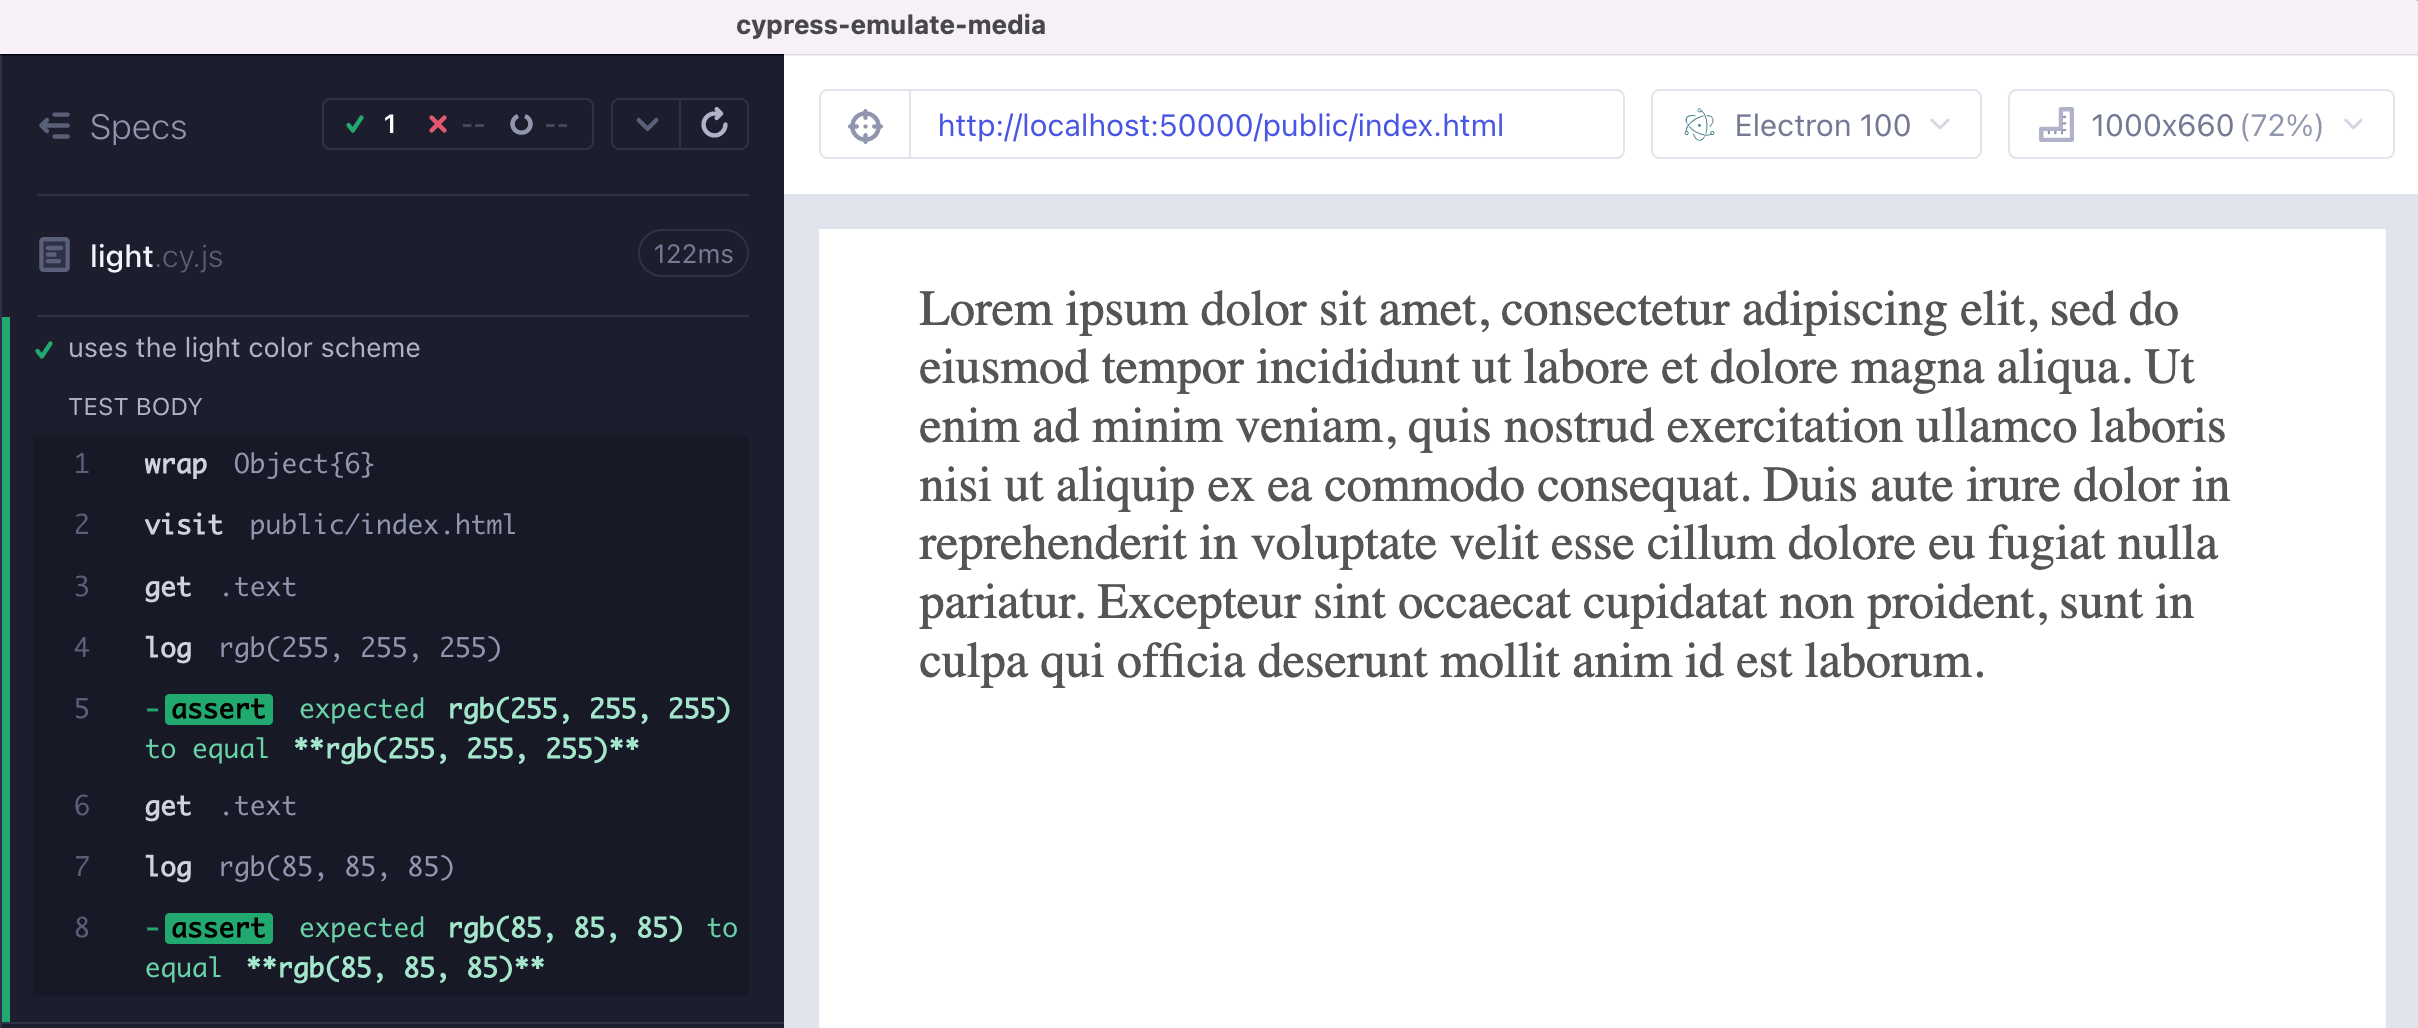 cypress-emulate-media
Specs
1 -- --
http://localhost:50000/public/index.html
Electron 100
1000x660 (72%)
light.cy.js
122ms
uses the light color scheme
TEST BODY
1 wrap Object{6}
2 visit public/index.html
3 get .text
4 log rgb(255, 255, 255)
5 -assert expected rgb(255, 255, 255)
to equal **rgb(255, 255, 255)**
6 get .text
7 log rgb(85, 85, 85)
8 -assert expected rgb(85, 85, 85) to
equal **rgb(85, 85, 85)**
Lorem ipsum dolor sit amet, consectetur adipiscing elit, sed do
eiusmod tempor incididunt ut labore et dolore magna aliqua. Ut
enim ad minim veniam, quis nostrud exercitation ullamco laboris
nisi ut aliquip ex ea commodo consequat. Duis aute irure dolor in
reprehenderit in voluptate velit esse cillum dolore eu fugiat nulla
pariatur. Excepteur sint occaecat cupidatat non proident, sunt in
culpa qui officia deserunt mollit anim id est laborum.